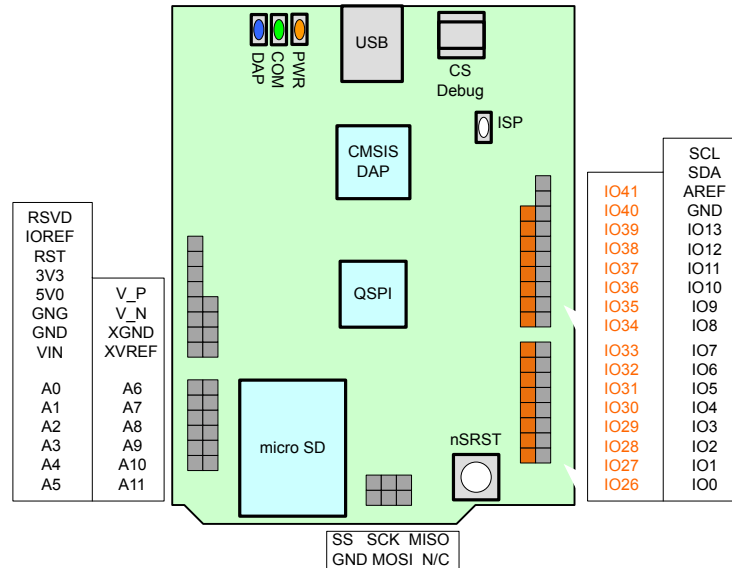 USB
DAP
COM
PWR
CS
Debug
ISP
CMSIS
DAP
QSPI
micro SD
nSRST
RSVD
IOREF
RST
3V3
5V0
GNG
GND
VIN
A0
A1
A2
A3
A4
A5
V_P
V_N
XGND
XVREF
A6
A7
A8
A9
A10
A11
IO41
IO40
IO39
IO38
IO37
IO36
IO35
IO34
IO33
IO32
IO31
IO30
IO29
IO28
IO27
IO26
SCL
SDA
AREF
GND
IO13
IO12
IO11
IO10
IO9
IO8
IO7
IO6
IO5
IO4
IO3
IO2
IO1
IO0
SS SCK MISO
GND MOSI N/C